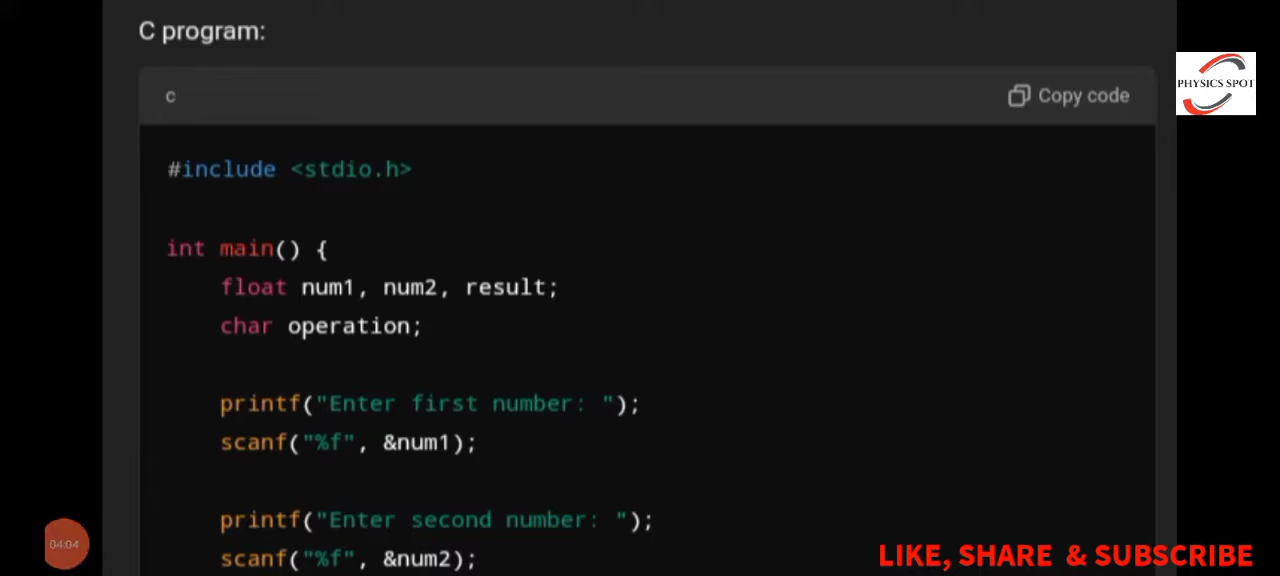 C program:
c
Copy code
PHYSICS SPOT
#include <stdio.h>
int main() {
float num1, num2, result;
char operation;
printf("Enter first number: ");
scanf("%f", &num1);
printf("Enter second number: ");
scanf("%f", &num2);
04:04
LIKE, SHARE & SUBSCRIBE